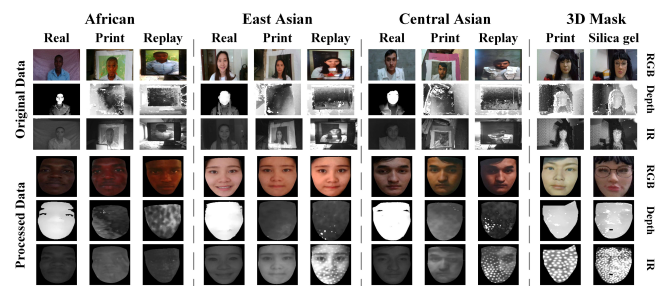 African East Asian Central Asian 3D Mask
Real Print Replay Real Print Replay Real Print Replay Print Silica gel
Original Data
RGB
Depth
IR
Processed Data
RGB
Depth
IR